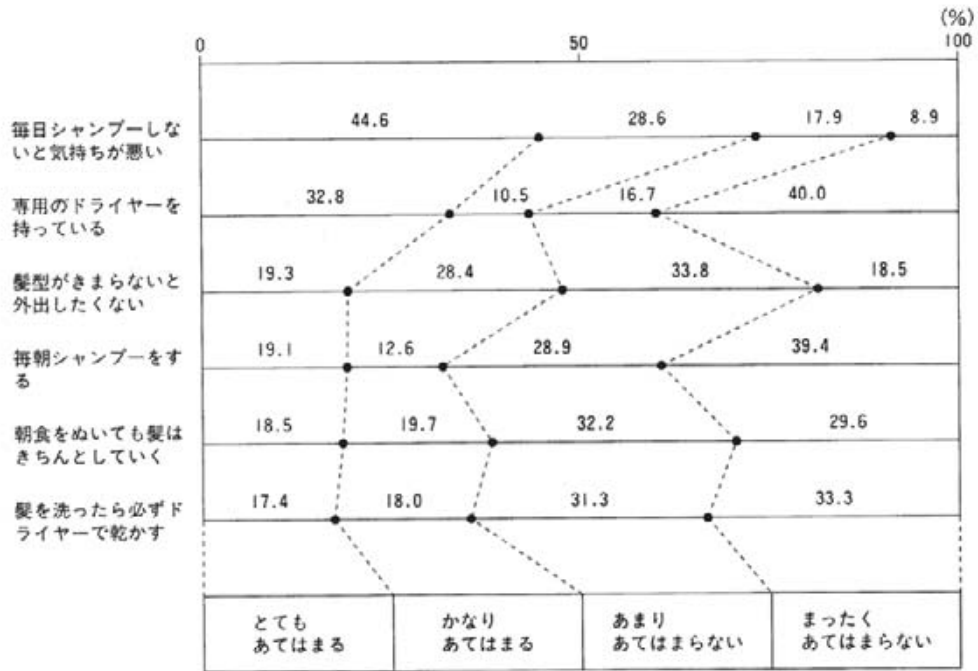 (%)
0 50 100
毎日シャンプーしな
いと気持ちが悪い
44.6 28.6 17.9 8.9
専用のドライヤーを
持っている
32.8 10.5 16.7 40.0
髪型がきまらないと
外出したくない
19.3 28.4 33.8 18.5
毎朝シャンプーをす
る
19.1 12.6 28.9 39.4
朝食をぬいても髪は
きちんとしていく
18.5 19.7 32.2 29.6
髪を洗ったら必ずド
ライヤーで乾かす
17.4 18.0 31.3 33.3
とても
あてはまる
かなり
あてはまる
あまり
あてはまらない
まったく
あてはまらない